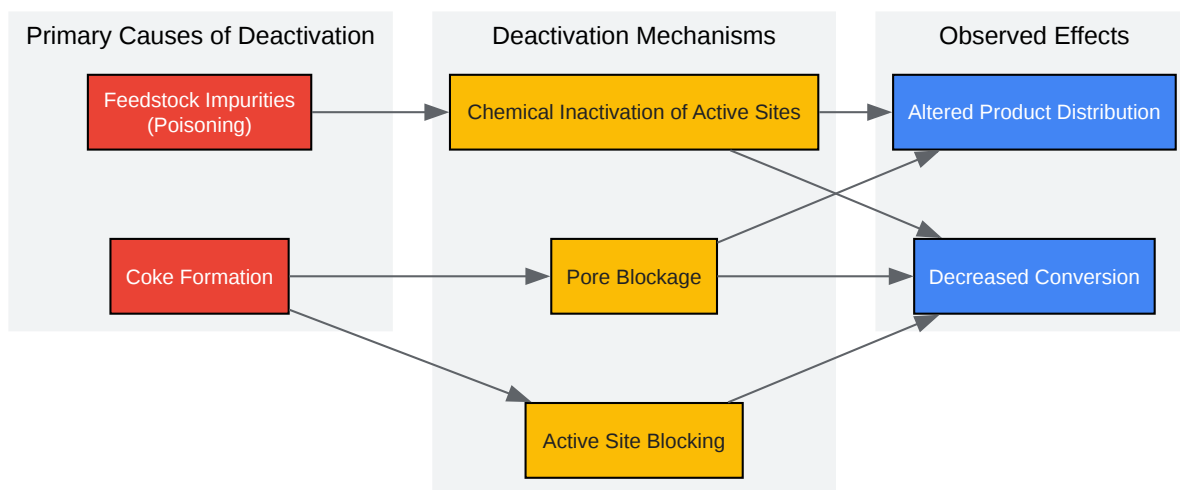 Primary Causes of Deactivation
Deactivation Mechanisms
Observed Effects
Feedstock Impurities
(Poisoning)
Chemical Inactivation of Active Sites
Altered Product Distribution
Coke Formation
Pore Blockage
Decreased Conversion
Active Site Blocking